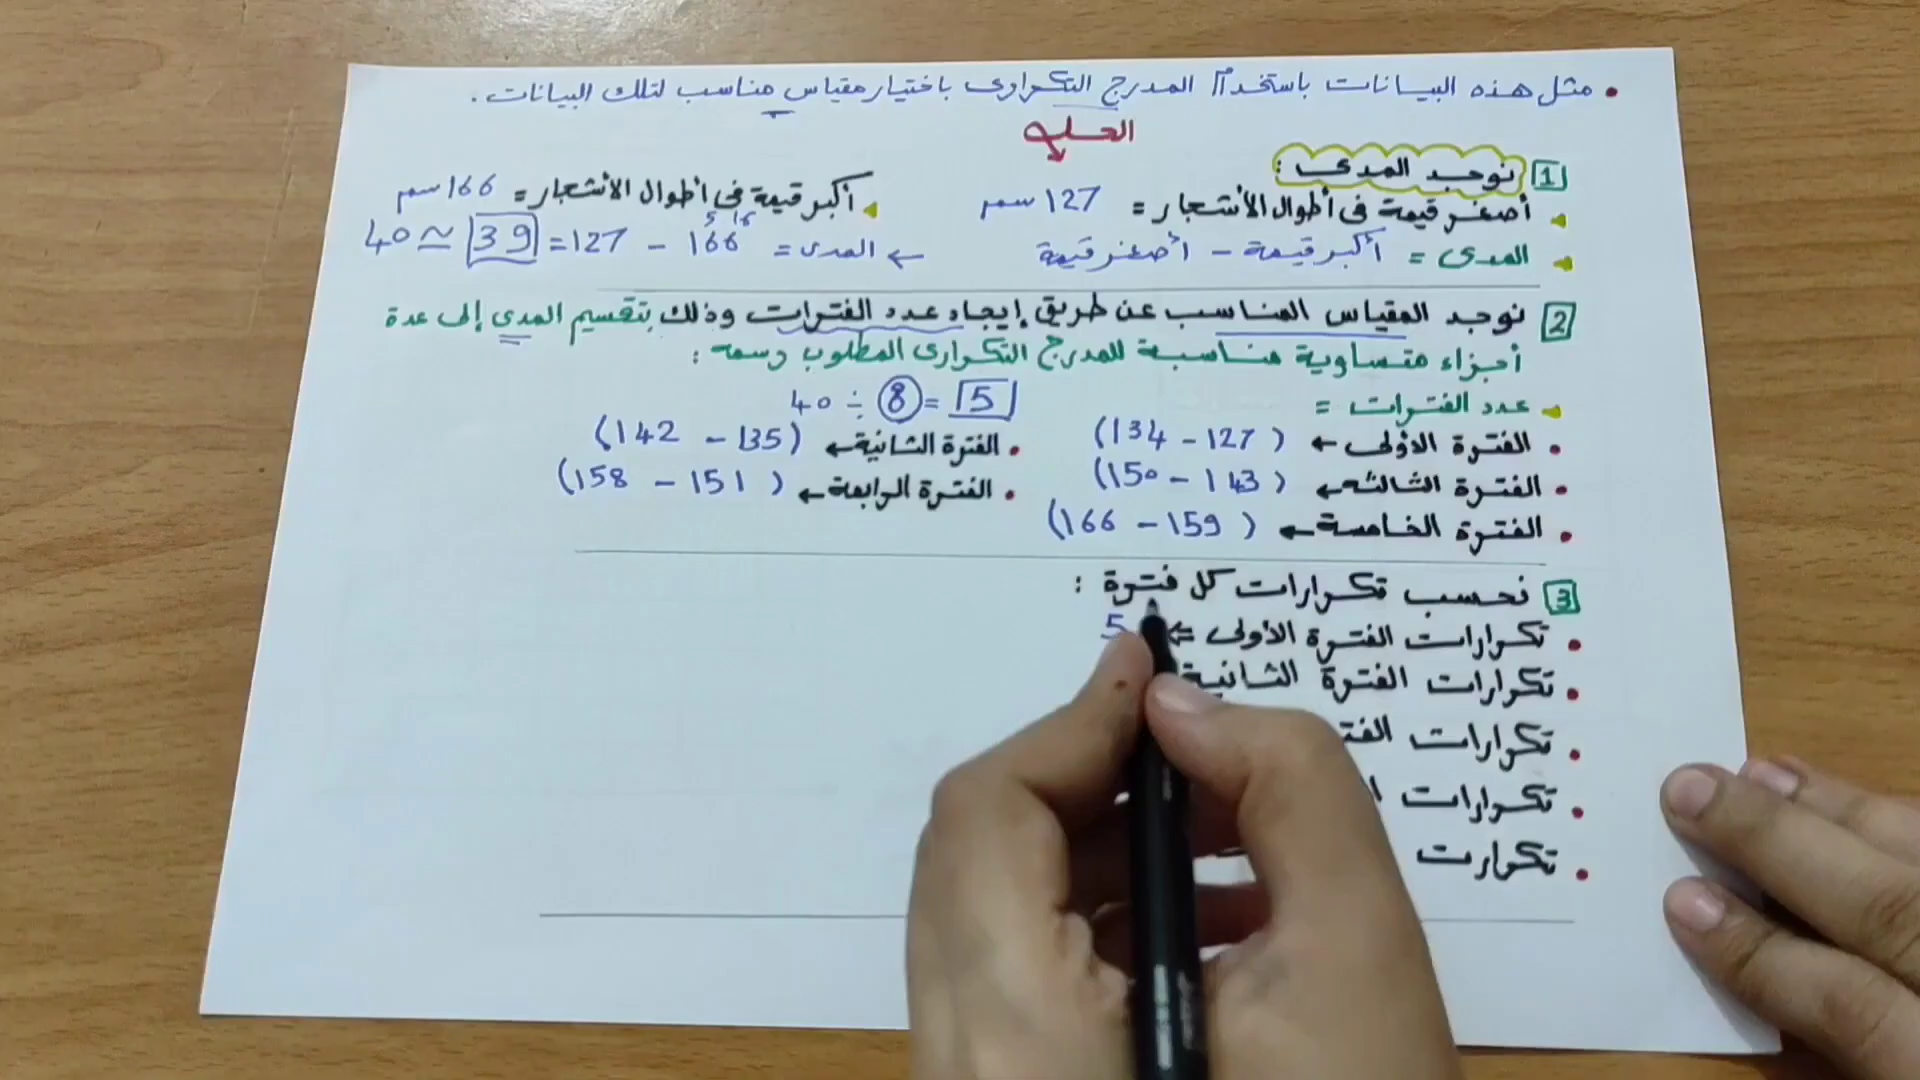 • مثل هذه البيانات باستخدام المدرج التكراري باختيار مقياس مناسب لتلك البيانات.
الحل
1 نوجد المدى :
أصغر قيمة في أطوال الأشجار = 127 سم
أكبر قيمة في أطوال الأشجار = 166 سم
المدى = أكبر قيمة - أصغر قيمة
← المدى = 166 - 127 = 39 ≃ 40
2 نوجد المقياس المناسب عن طريق إيجاد عدد الفترات وذلك بتقسيم المدى إلى عدة
أجزاء متساوية مناسبة للمدرج التكراري المطلوب رسمه :
عدد الفترات = 40 ÷ 8 = 5
• الفترة الأولى ← (127 - 134)
• الفترة الثانية ← (135 - 142)
• الفترة الثالثه ← (143 - 150)
• الفترة الرابعة ← (151 - 158)
• الفترة الخامسة ← (159 - 166)
3 نحسب تكرارات كل فترة :
• تكرارات الفترة الأولى ⇐ 5
• تكرارات الفترة الثانية
• تكرارات
• تكرارات
• تكرارت